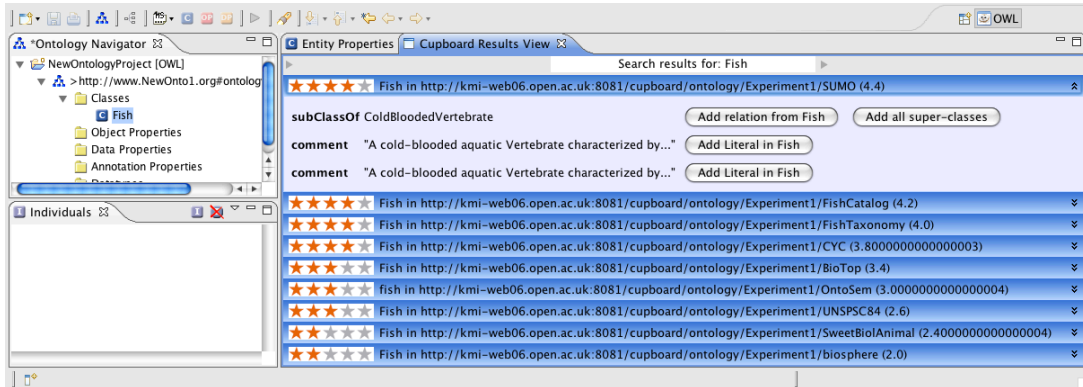 OWL
*Ontology Navigator
NewOntologyProject [OWL]
>http://www.NewOnto1.org#ontolog
Classes
Fish
Object Properties
Data Properties
Annotation Properties
Individuals
Entity Properties
Cupboard Results View
Search results for: Fish
Fish in http://kmi-web06.open.ac.uk:8081/cupboard/ontology/Experiment1/SUMO (4.4)
subClassOf ColdBloodedVertebrate Add relation from Fish Add all super-classes
comment "A cold-blooded aquatic Vertebrate characterized by..." Add Literal in Fish
comment "A cold-blooded aquatic Vertebrate characterized by..." Add Literal in Fish
Fish in http://kmi-web06.open.ac.uk:8081/cupboard/ontology/Experiment1/FishCatalog (4.2)
Fish in http://kmi-web06.open.ac.uk:8081/cupboard/ontology/Experiment1/FishTaxonomy (4.0)
Fish in http://kmi-web06.open.ac.uk:8081/cupboard/ontology/Experiment1/CYC (3.8000000000000003)
Fish in http://kmi-web06.open.ac.uk:8081/cupboard/ontology/Experiment1/BioTop (3.4)
fish in http://kmi-web06.open.ac.uk:8081/cupboard/ontology/Experiment1/OntoSem (3.0000000000000004)
Fish in http://kmi-web06.open.ac.uk:8081/cupboard/ontology/Experiment1/UNSPSC84 (2.6)
Fish in http://kmi-web06.open.ac.uk:8081/cupboard/ontology/Experiment1/SweetBiolAnimal (2.4000000000000004)
Fish in http://kmi-web06.open.ac.uk:8081/cupboard/ontology/Experiment1/biosphere (2.0)